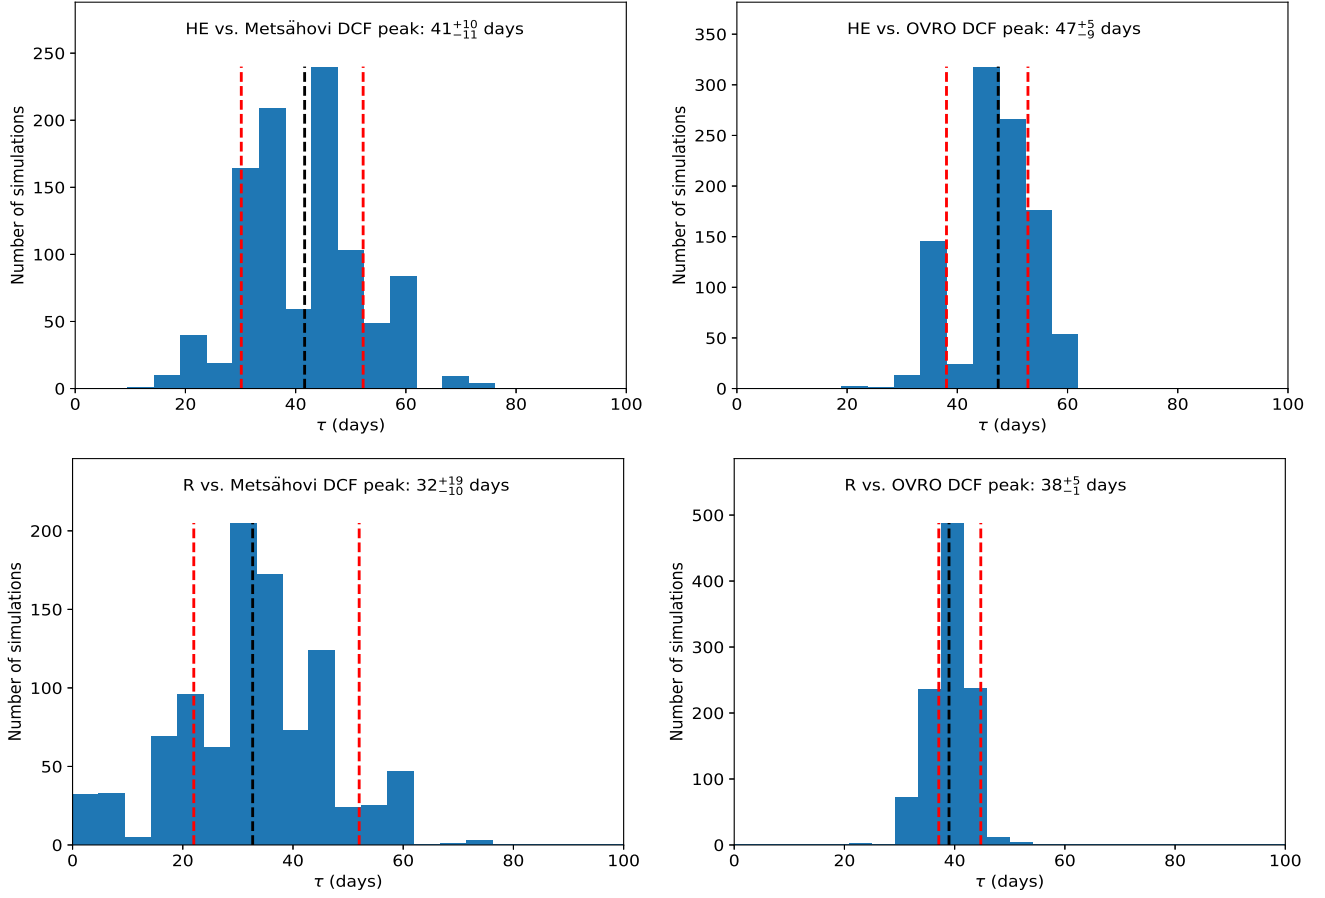 HE vs. Metsähovi DCF peak: 41+10−11 days
250
200
150
100
50
0
Number of simulations
0 20 40 60 80 100
τ (days)
HE vs. OVRO DCF peak: 47+5−9 days
350
300
250
200
150
100
50
0
Number of simulations
0 20 40 60 80 100
τ (days)
R vs. Metsähovi DCF peak: 32+19−10 days
200
150
100
50
0
Number of simulations
0 20 40 60 80 100
τ (days)
R vs. OVRO DCF peak: 38+5−1 days
500
400
300
200
100
0
Number of simulations
0 20 40 60 80 100
τ (days)